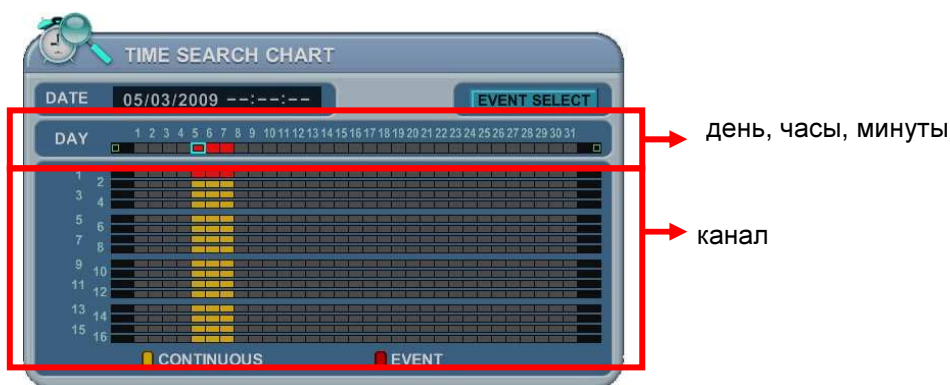 TIME SEARCH CHART
DATE 05/03/2009 --:--:-- EVENT SELECT
DAY 1 2 3 4 5 6 7 8 9 10 11 12 13 14 15 16 17 18 19 20 21 22 23 24 25 26 27 28 29 30 31
день, часы, минуты
1
2
3
4
5
6
7
8
канал
9
10
11
12
13
14
15
16
CONTINUOUS EVENT